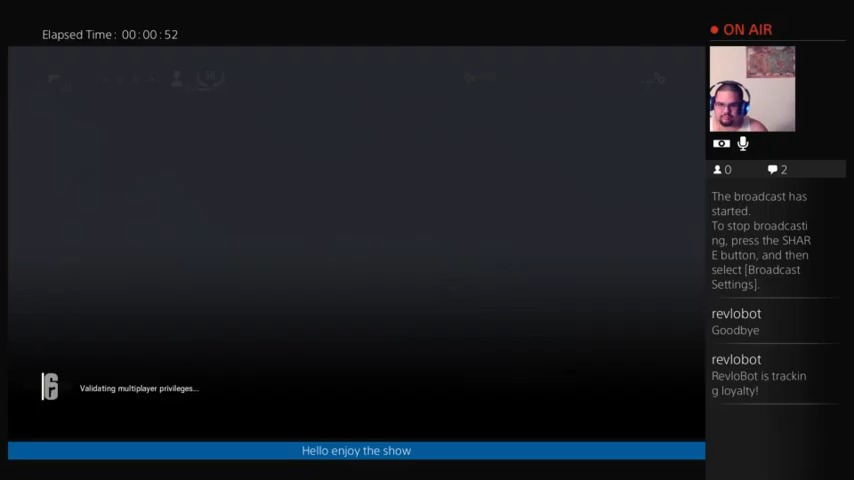 Elapsed Time: 00:00:52
ON AIR
0
2
The broadcast has
started.
To stop broadcasti
ng, press the SHAR
E button, and then
select [Broadcast
Settings].
revlobot
Goodbye
revlobot
RevloBot is trackin
g loyalty!
6
Validating multiplayer privileges...
Hello enjoy the show